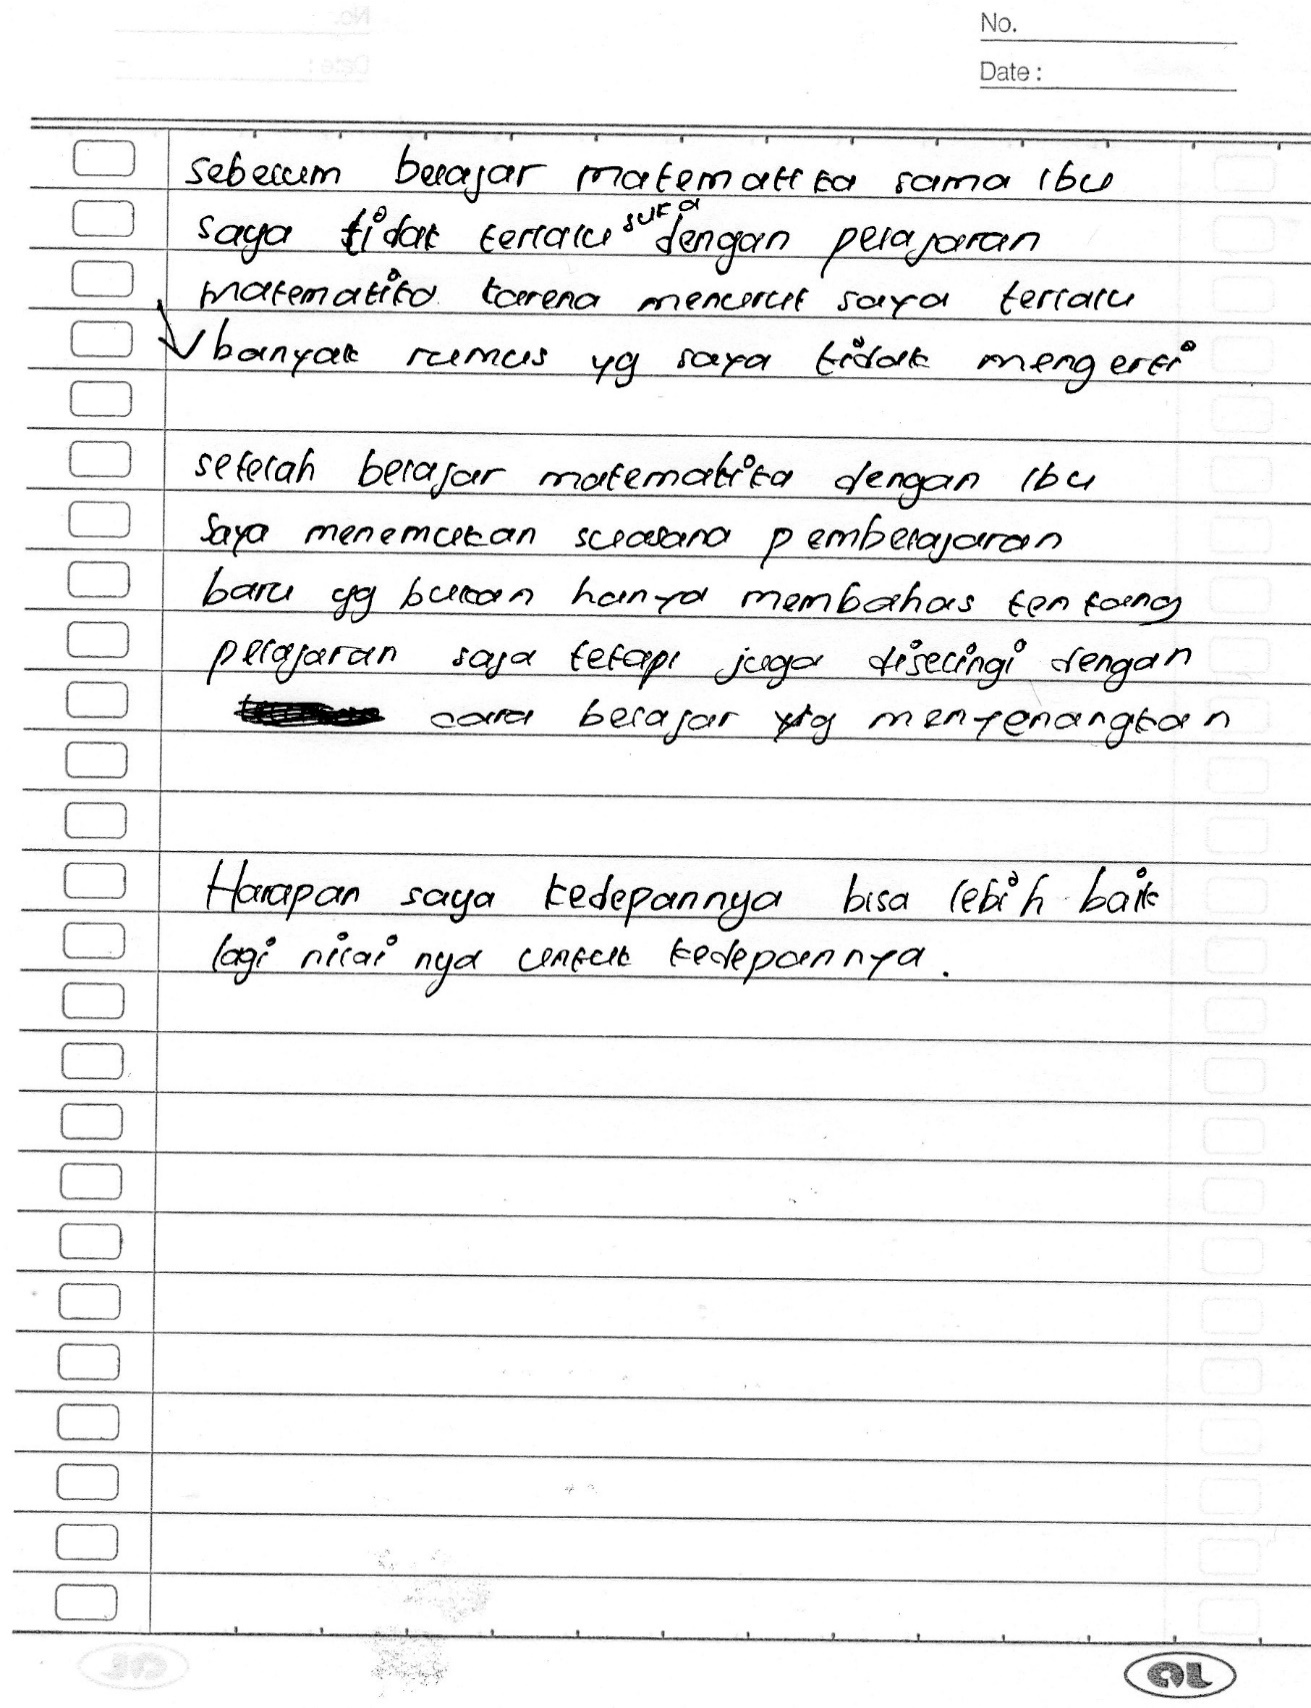 No.
Date :
sebelum belajar matematika sama ibu
saya tidak terlalu suka dengan pelajaran
matematika karena menurut saya terlalu
banyak rumus yg saya tidak mengerti
setelah belajar matematika dengan ibu
saya menemukan suasana pembelajaran
baru yg bukan hanya membahas tentang
pelajaran saja tetapi juga diselingi dengan
cara belajar yg menyenangkan
Harapan saya kedepannya bisa lebih baik
lagi nilai nya untuk kedepannya.